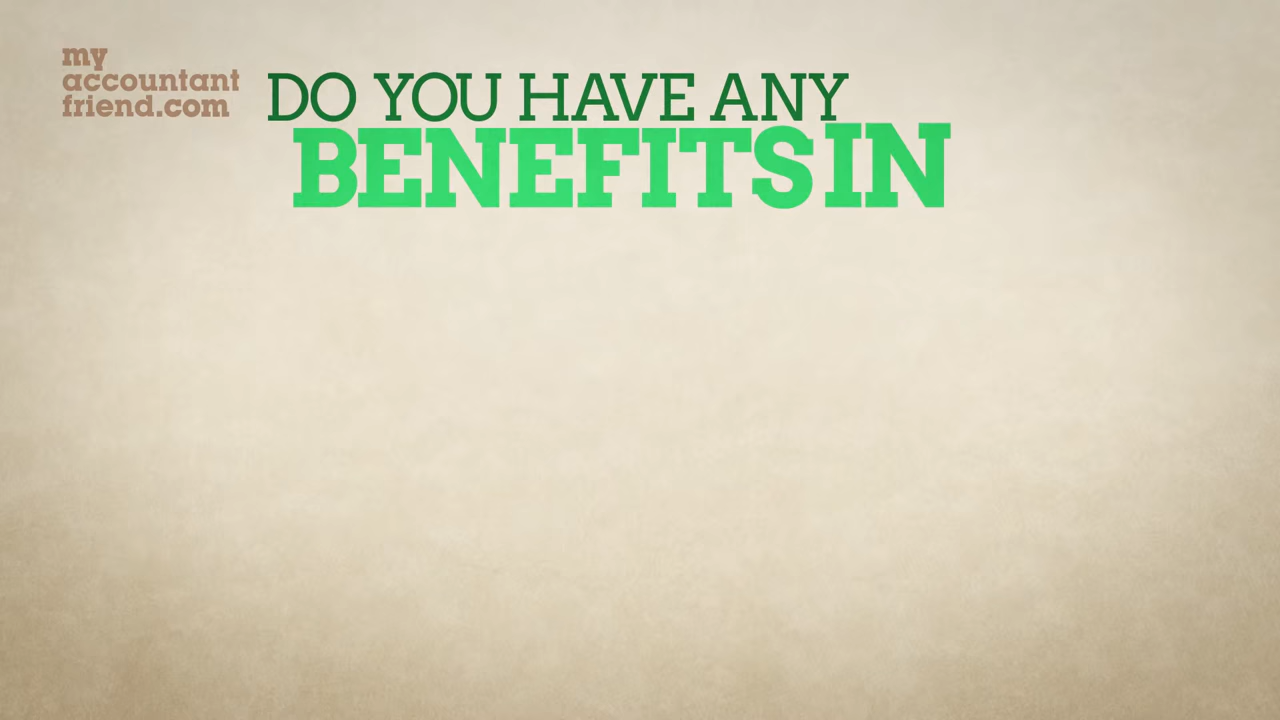 my
accountant
friend.com
DO YOU HAVE ANY
BENEFITS IN